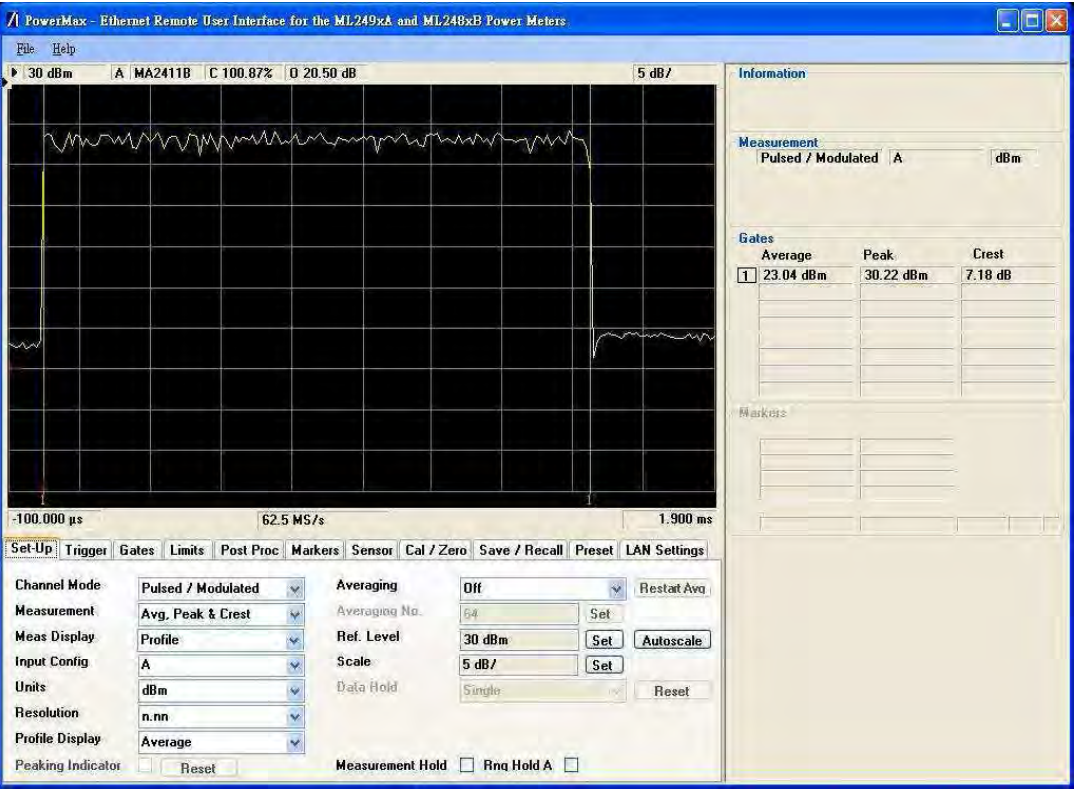 PowerMax - Ethernet Remote User Interface for the ML249xA and ML248xB Power Meters
File Help
30 dBm A MA2411B C 100.87% O 20.50 dB 5 dB/
1 1
-100.000 µs 62.5 MS/s 1.900 ms
Set-Up Trigger Gates Limits Post Proc Markers Sensor Cal / Zero Save / Recall Preset LAN Settings
Channel Mode Pulsed / Modulated Averaging Off Restart Avg
Measurement Avg, Peak & Crest Averaging No. 64 Set
Meas Display Profile Ref. Level 30 dBm Set Autoscale
Input Config A Scale 5 dB/ Set
Units dBm Data Hold Single Reset
Resolution n.nn
Profile Display Average
Peaking Indicator Reset Measurement Hold Rng Hold A
Information
Measurement
Pulsed / Modulated A dBm
Gates
Average Peak Crest
1 23.04 dBm 30.22 dBm 7.18 dB
Markers